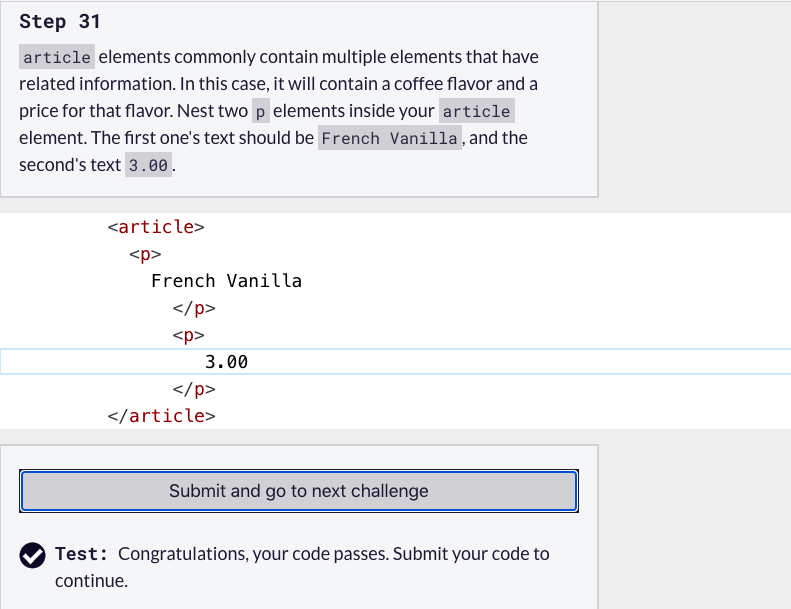 Step 31
article elements commonly contain multiple elements that have
related information. In this case, it will contain a coffee flavor and a
price for that flavor. Nest two p elements inside your article
element. The first one's text should be French Vanilla, and the
second's text 3.00.
<article>
<p>
French Vanilla
</p>
<p>
3.00
</p>
</article>
Submit and go to next challenge
Test: Congratulations, your code passes. Submit your code to
continue.